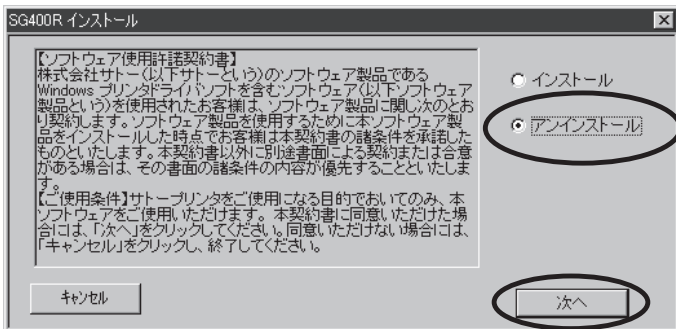 SG400R インストール
【ソフトウェア使用許諾契約書】
株式会社サトー(以下サトーという)のソフトウェア製品である
Windows プリンタドライバソフトを含むソフトウェア(以下ソフトウェア
製品という)を使用されたお客様は、ソフトウェア製品に関し次のとお
り契約します。ソフトウェア製品を使用するために本ソフトウェア製
品をインストールした時点でお客様は本契約書の諸条件を承諾した
ものといたします。本契約書以外に別途書面による契約または合意
がある場合は、その書面の諸条件の内容が優先することといたしま
す。
【ご使用条件】サトープリンタをご使用になる目的でおいてのみ、本
ソフトウェアをご使用いただけます。本契約書に同意いただけた場
合には、「次へ」をクリックしてください。同意いただけない場合には、
「キャンセル」をクリックし、終了してください。
インストール
アンインストール
キャンセル
次へ